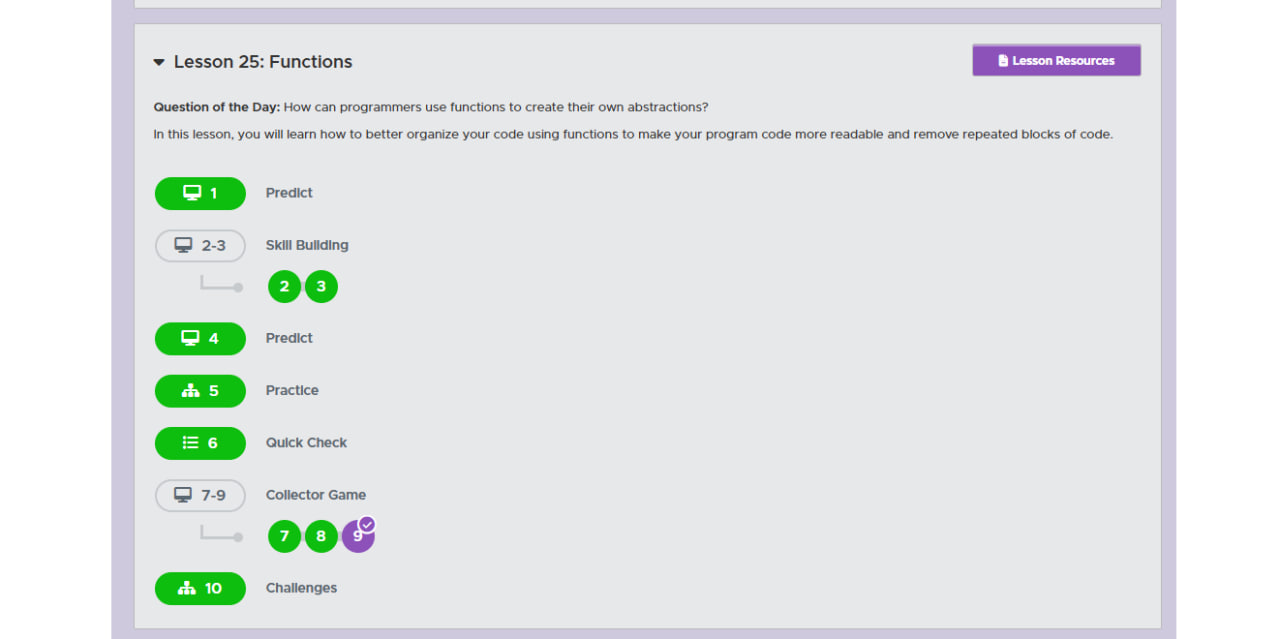 Lesson 25: Functions
Lesson Resources
Question of the Day: How can programmers use functions to create their own abstractions?
In this lesson, you will learn how to better organize your code using functions to make your program code more readable and remove repeated blocks of code.
1 Predict
2-3 Skill Building
2 3
4 Predict
5 Practice
6 Quick Check
7-9 Collector Game
7 8 9
10 Challenges